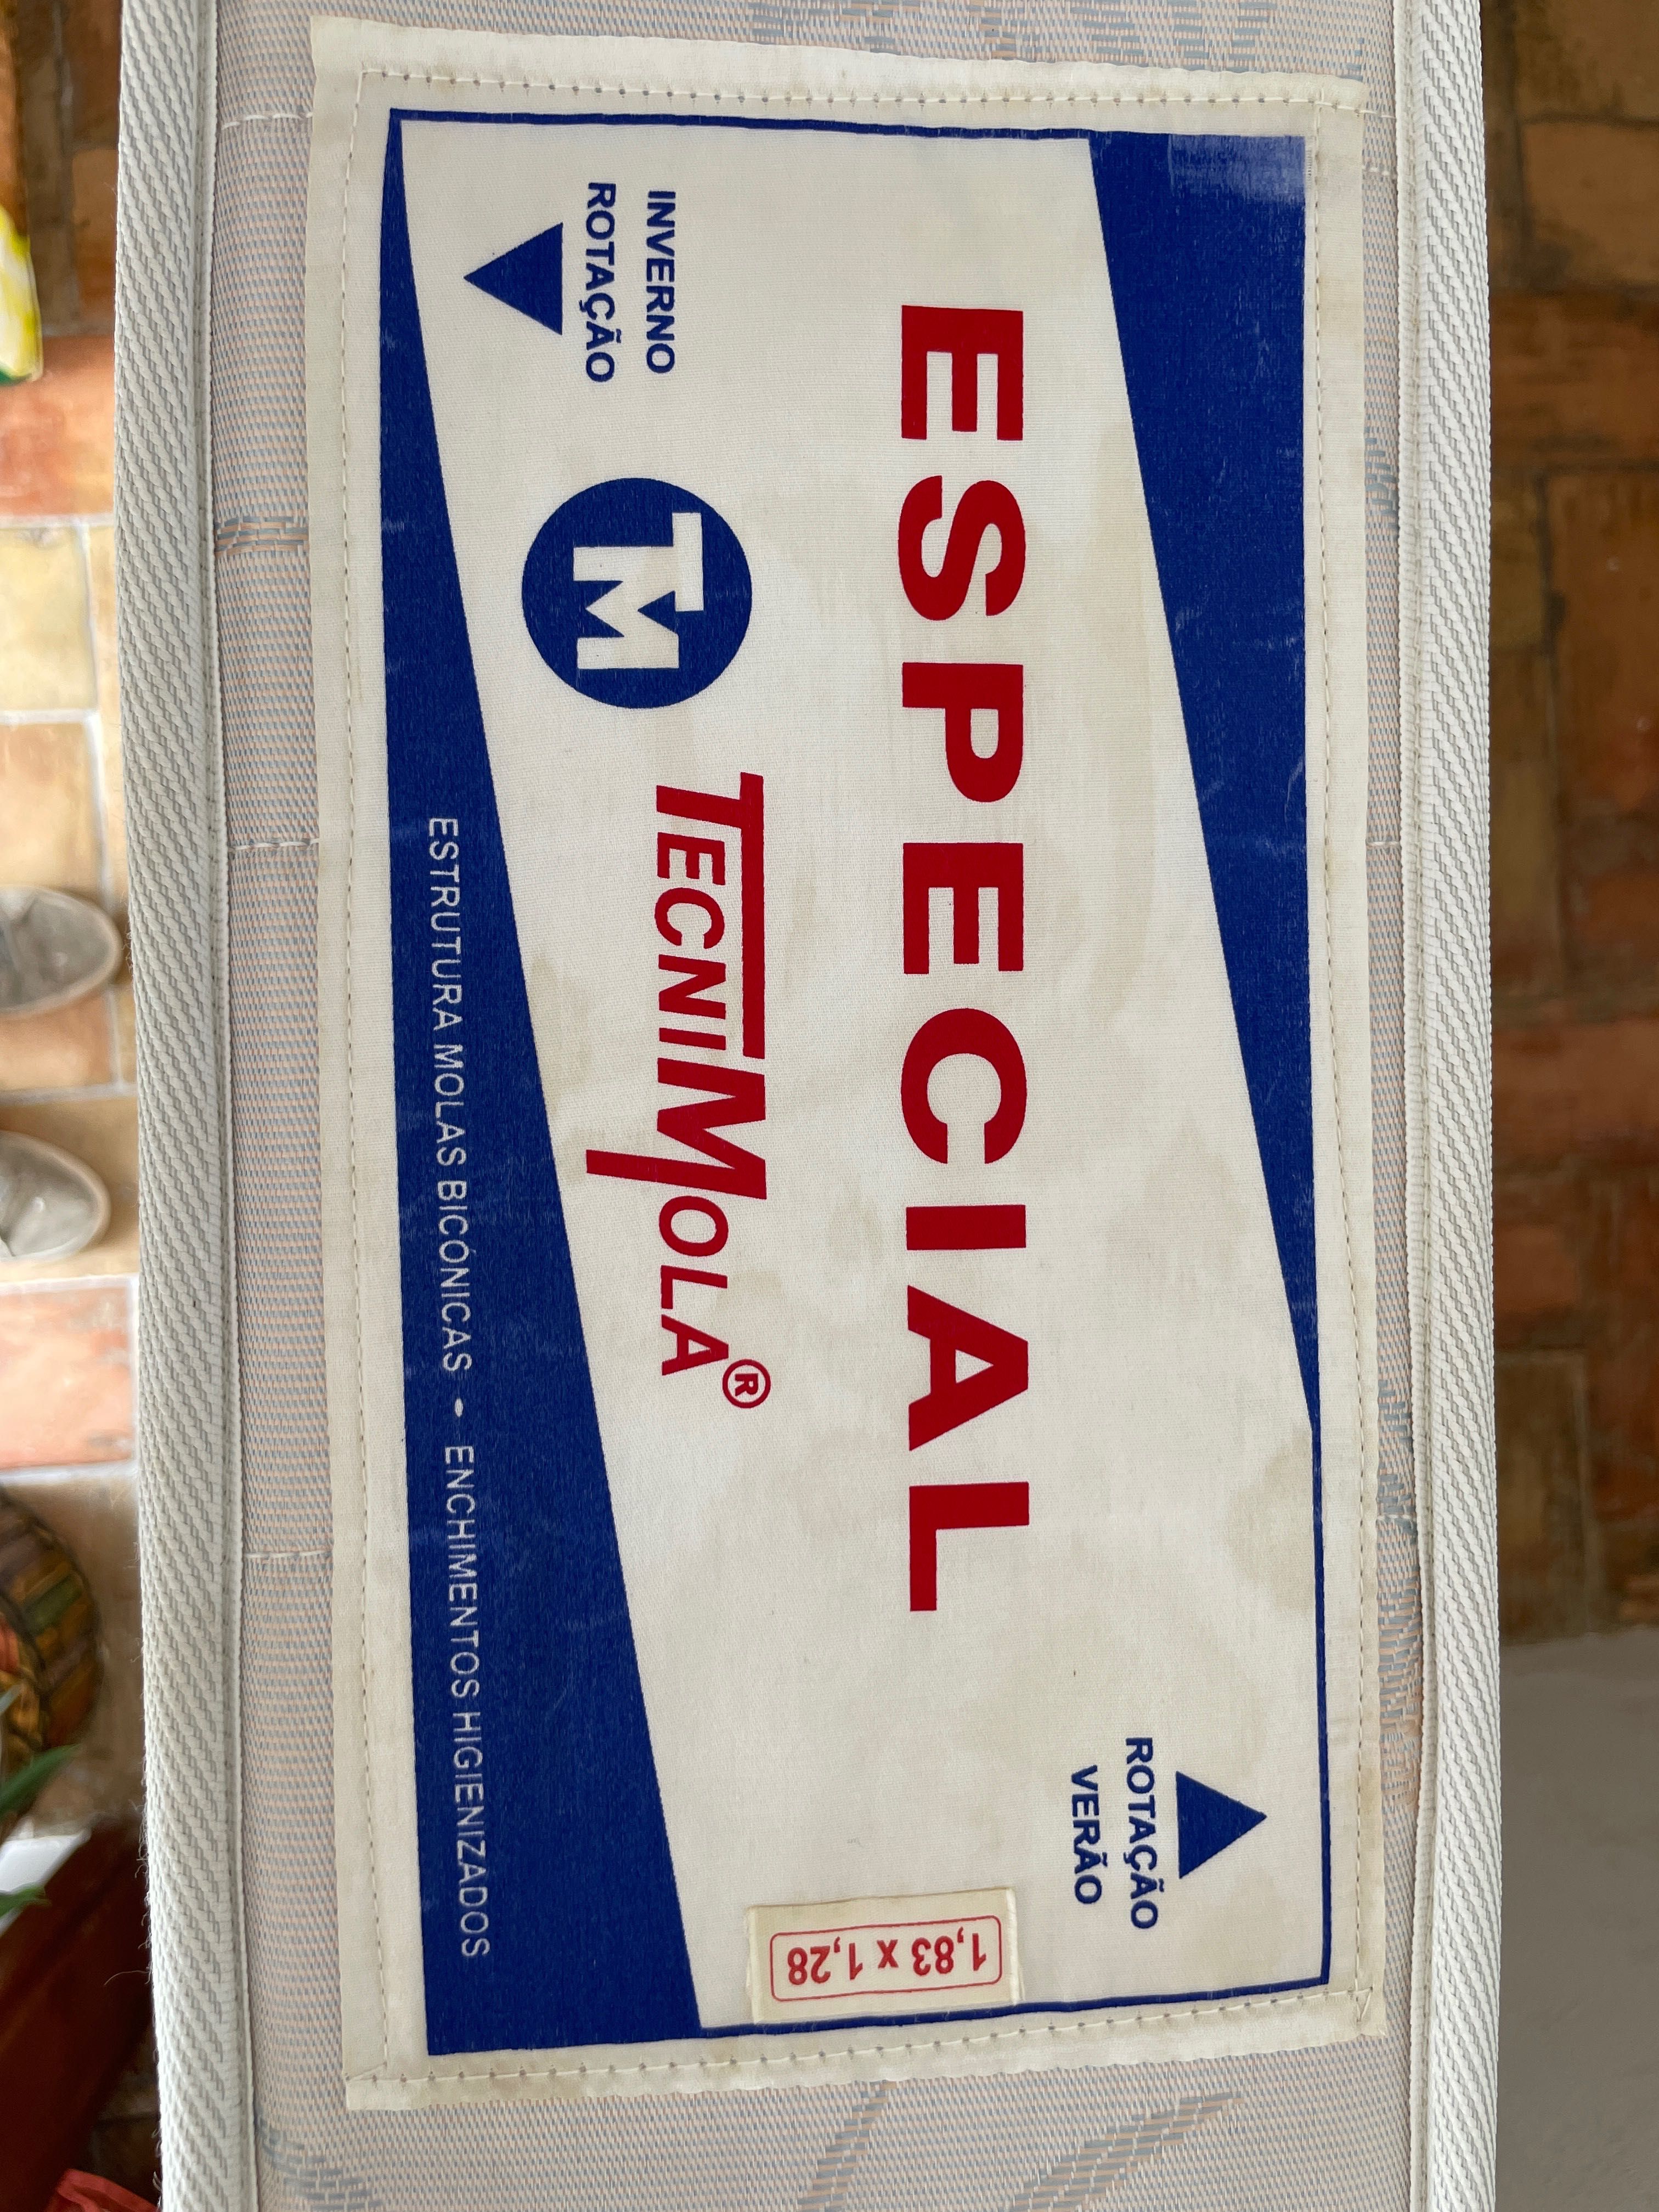 ROTAÇÃO
VERÃO
ESPECIAL
TM TECNIMOLA®
INVERNO
ROTAÇÃO
1,83 x 1,28
ESTRUTURA MOLAS BICÓNICAS • ENCHIMENTOS HIGIENIZADOS